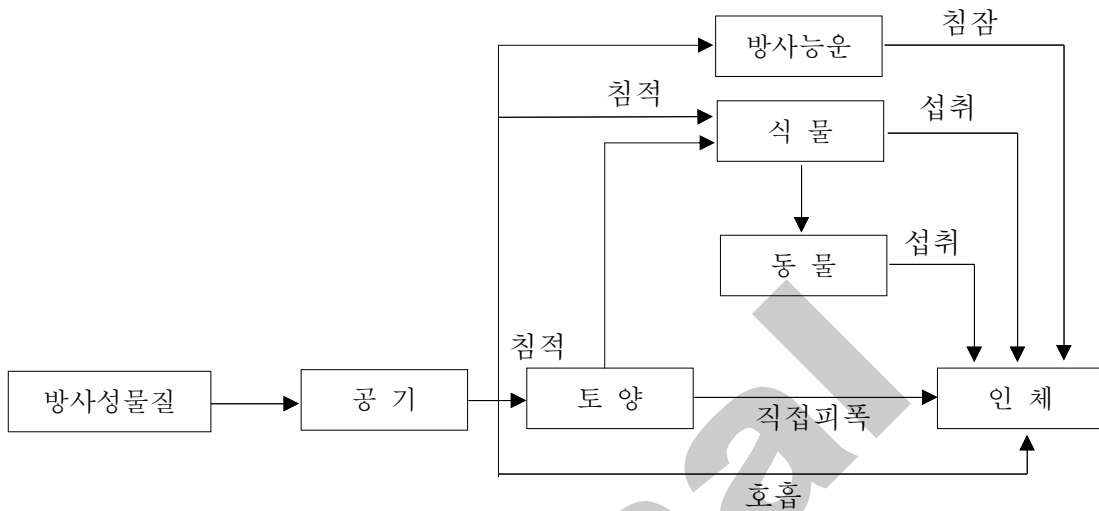 방사능운
침잠
침적
식 물
섭취
동 물
섭취
침적
방사성물질
공 기
토 양
직접피폭
인 체
호흡